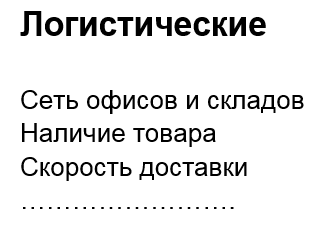 Логистические
Сеть офисов и складов
Наличие товара
Скорость доставки
.........................